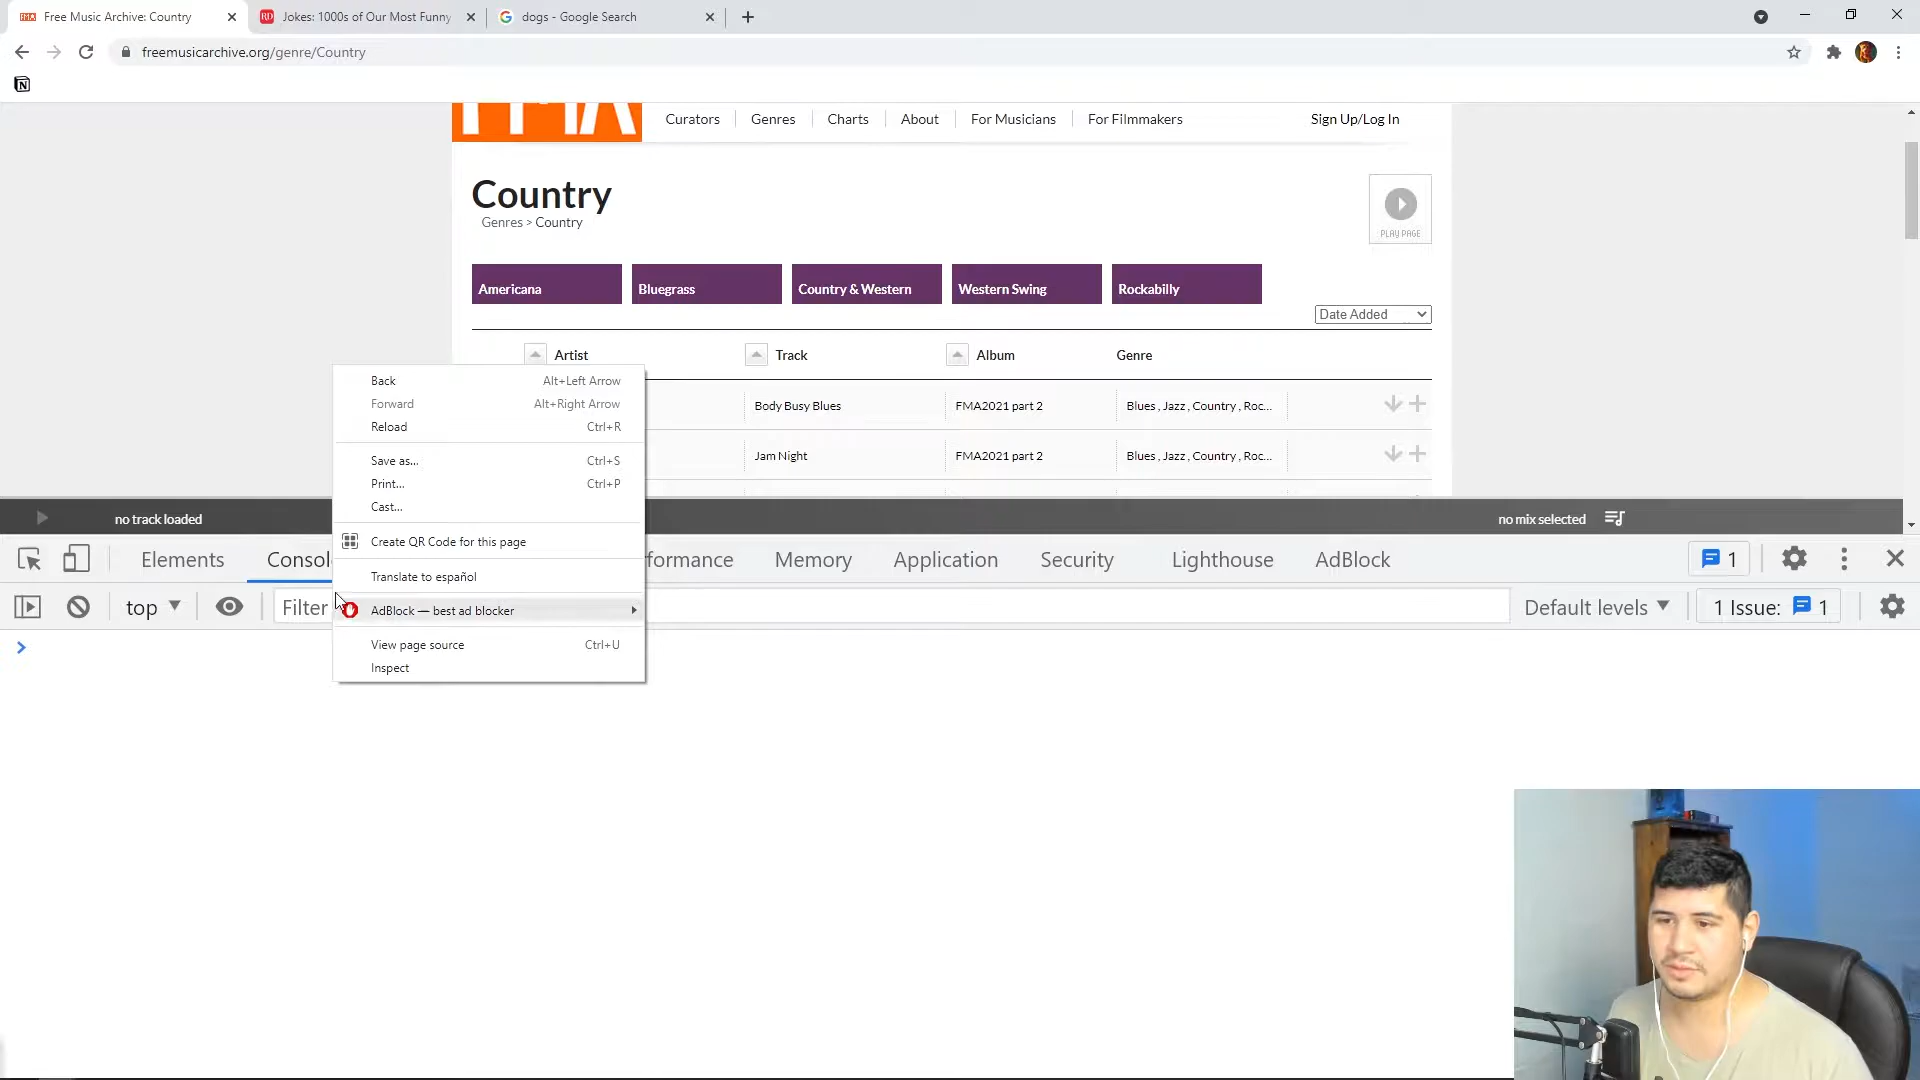 Free Music Archive: Country
Jokes: 1000s of Our Most Funny
dogs - Google Search
freemusicarchive.org/genre/Country
FMA
Curators
Genres
Charts
About
For Musicians
For Filmmakers
Sign Up/Log In
Country
Genres > Country
PLAY PAGE
Americana
Bluegrass
Country & Western
Western Swing
Rockabilly
Date Added
Artist
Track
Album
Genre
Body Busy Blues
FMA2021 part 2
Blues , Jazz , Country , Roc...
Jam Night
FMA2021 part 2
Blues , Jazz , Country , Roc...
Back Alt+Left Arrow
Forward Alt+Right Arrow
Reload Ctrl+R
Save as... Ctrl+S
Print... Ctrl+P
Cast...
Create QR Code for this page
Translate to español
AdBlock — best ad blocker
View page source Ctrl+U
Inspect
no track loaded
no mix selected
Elements
Consol
rformance
Memory
Application
Security
Lighthouse
AdBlock
1
top
Filter
Default levels
1 Issue: 1